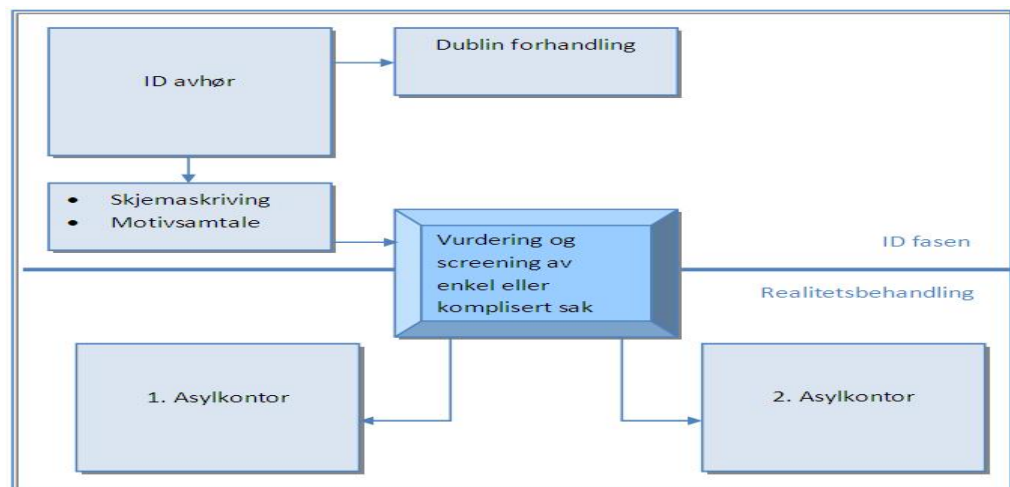 ID avhør
Dublin forhandling
• Skjemaskriving
• Motivsamtale
Vurdering og
screening av
enkel eller
komplisert sak
ID fasen
Realitetsbehandling
1. Asylkontor
2. Asylkontor